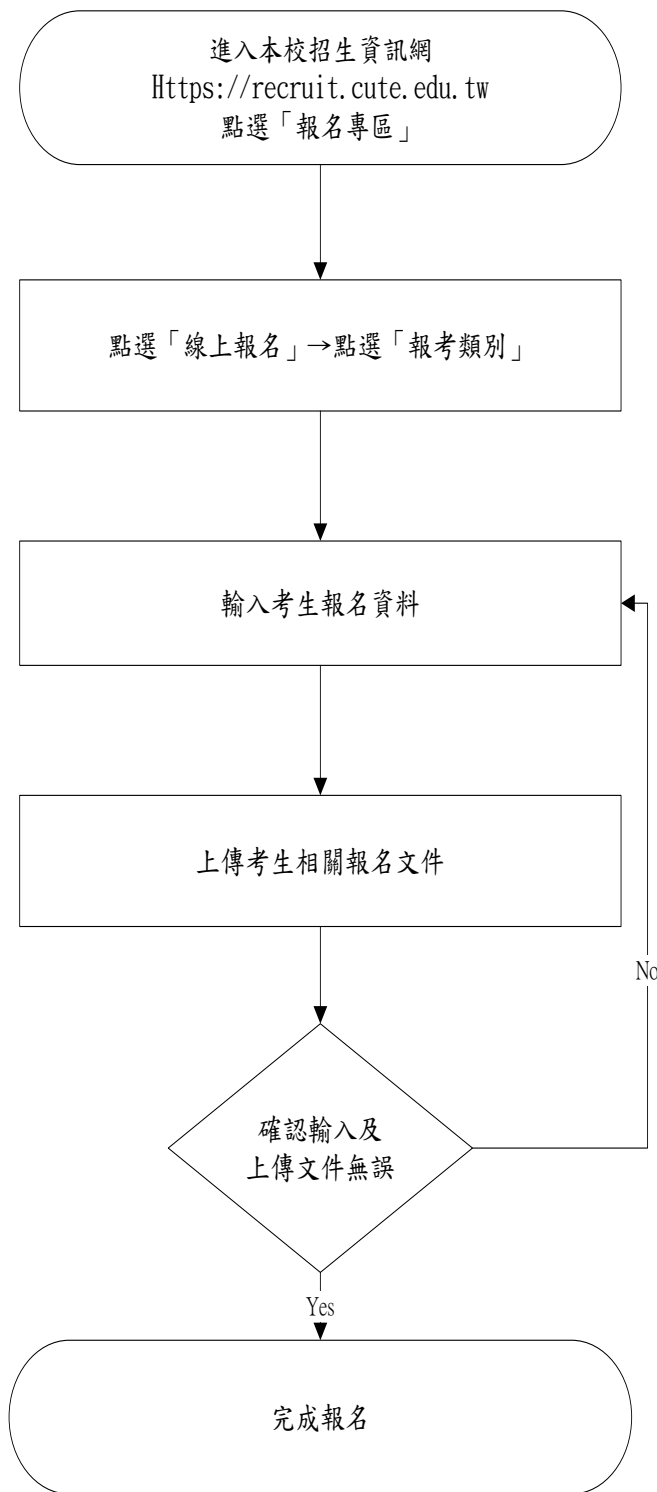 進入本校招生資訊網
Https://recruit.cute.edu.tw
點選「報名專區」
點選「線上報名」→點選「報考類別」
輸入考生報名資料
上傳考生相關報名文件
No
確認輸入及
上傳文件無誤
Yes
完成報名